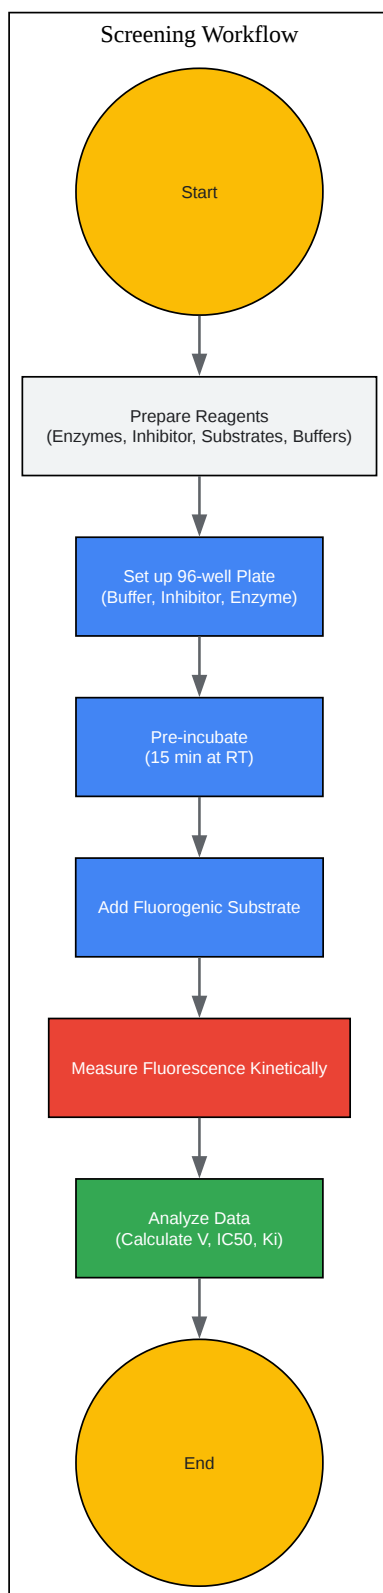 Screening Workflow
Start
Prepare Reagents
(Enzymes, Inhibitor, Substrates, Buffers)
Set up 96-well Plate
(Buffer, Inhibitor, Enzyme)
Pre-incubate
(15 min at RT)
Add Fluorogenic Substrate
Measure Fluorescence Kinetically
Analyze Data
(Calculate V, IC50, Ki)
End